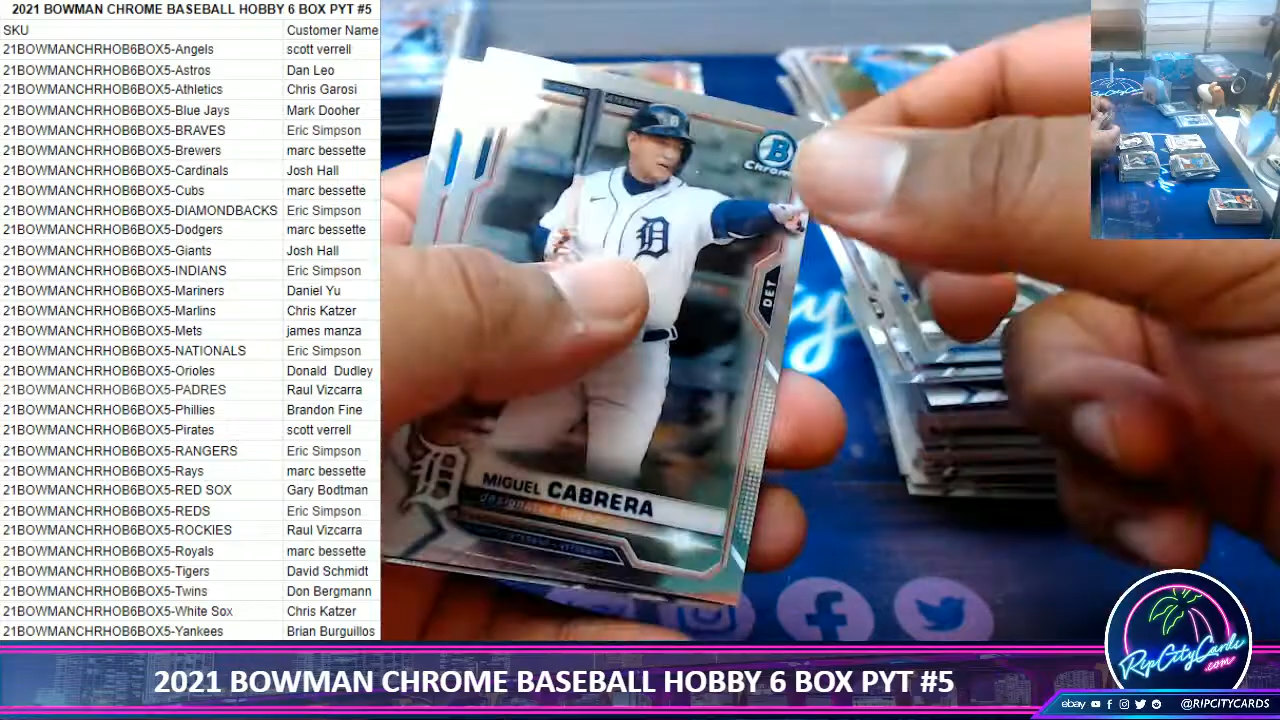 2021 BOWMAN CHROME BASEBALL HOBBY 6 BOX PYT #5
SKU Customer Name
21BOWMANCHRHOB6BOX5-Angels scott verrell
21BOWMANCHRHOB6BOX5-Astros Dan Leo
21BOWMANCHRHOB6BOX5-Athletics Chris Garosi
21BOWMANCHRHOB6BOX5-Blue Jays Mark Dooher
21BOWMANCHRHOB6BOX5-BRAVES Eric Simpson
21BOWMANCHRHOB6BOX5-Brewers marc bessette
21BOWMANCHRHOB6BOX5-Cardinals Josh Hall
21BOWMANCHRHOB6BOX5-Cubs marc bessette
21BOWMANCHRHOB6BOX5-DIAMONDBACKS Eric Simpson
21BOWMANCHRHOB6BOX5-Dodgers marc bessette
21BOWMANCHRHOB6BOX5-Giants Josh Hall
21BOWMANCHRHOB6BOX5-INDIANS Eric Simpson
21BOWMANCHRHOB6BOX5-Mariners Daniel Yu
21BOWMANCHRHOB6BOX5-Marlins Chris Katzer
21BOWMANCHRHOB6BOX5-Mets james manza
21BOWMANCHRHOB6BOX5-NATIONALS Eric Simpson
21BOWMANCHRHOB6BOX5-Orioles Donald Dudley
21BOWMANCHRHOB6BOX5-PADRES Raul Vizcarra
21BOWMANCHRHOB6BOX5-Phillies Brandon Fine
21BOWMANCHRHOB6BOX5-Pirates scott verrell
21BOWMANCHRHOB6BOX5-RANGERS Eric Simpson
21BOWMANCHRHOB6BOX5-Rays marc bessette
21BOWMANCHRHOB6BOX5-RED SOX Gary Bodtman
21BOWMANCHRHOB6BOX5-REDS Eric Simpson
21BOWMANCHRHOB6BOX5-ROCKIES Raul Vizcarra
21BOWMANCHRHOB6BOX5-Royals marc bessette
21BOWMANCHRHOB6BOX5-Tigers David Schmidt
21BOWMANCHRHOB6BOX5-Twins Don Bergmann
21BOWMANCHRHOB6BOX5-White Sox Chris Katzer
21BOWMANCHRHOB6BOX5-Yankees Brian Burguillos
B
Chrome
D
DET
MIGUEL CABRERA
RipCityCards
.com
2021 BOWMAN CHROME BASEBALL HOBBY 6 BOX PYT #5
ebay @RIPCITYCARDS